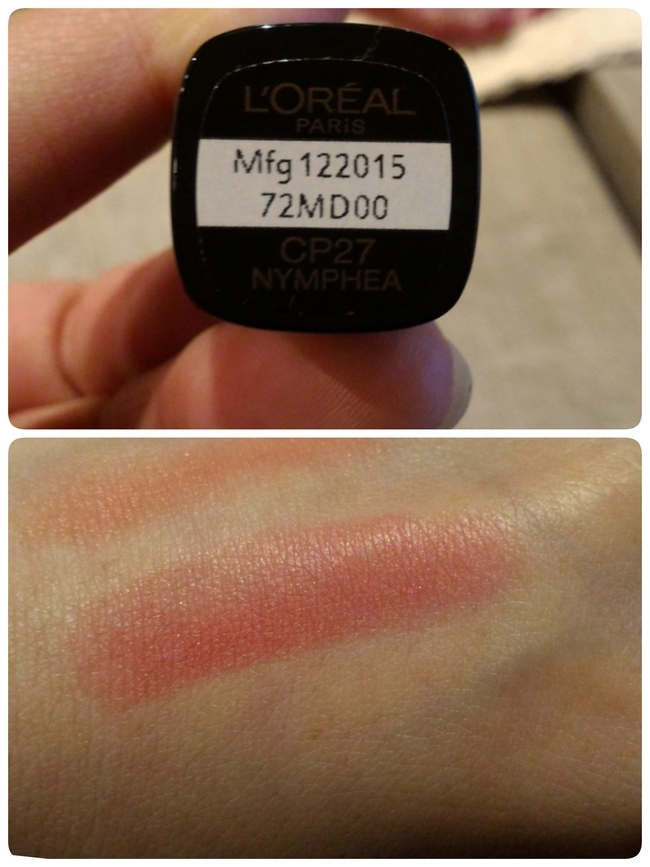 L'ORÉAL
PARIS
Mfg 122015
72MD00
CP27
NYMPHEA